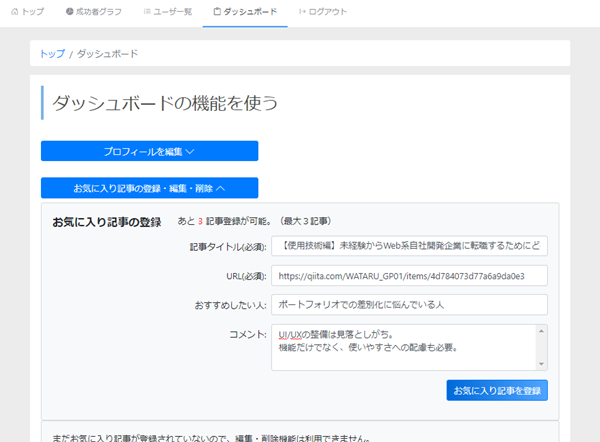 トップ 成功者グラフ ユーザ一覧 ダッシュボード ログアウト
トップ / ダッシュボード
ダッシュボードの機能を使う
プロフィールを編集
お気に入り記事の登録・編集・削除
お気に入り記事の登録 あと 3 記事登録が可能。（最大３記事）
記事タイトル(必須): 【使用技術編】未経験からWeb系自社開発企業に転職するためにど
URL(必須): https://qiita.com/WATARU_GP01/items/4d784073d77a6a9da0e3
おすすめしたい人: ポートフォリオでの差別化に悩んでいる人
コメント: UI/UXの整備は見落としがち。
機能だけでなく、使いやすさへの配慮も必要。
お気に入り記事を登録
まだお気に入り記事が登録されていないので、編集・削除機能は利用できません。